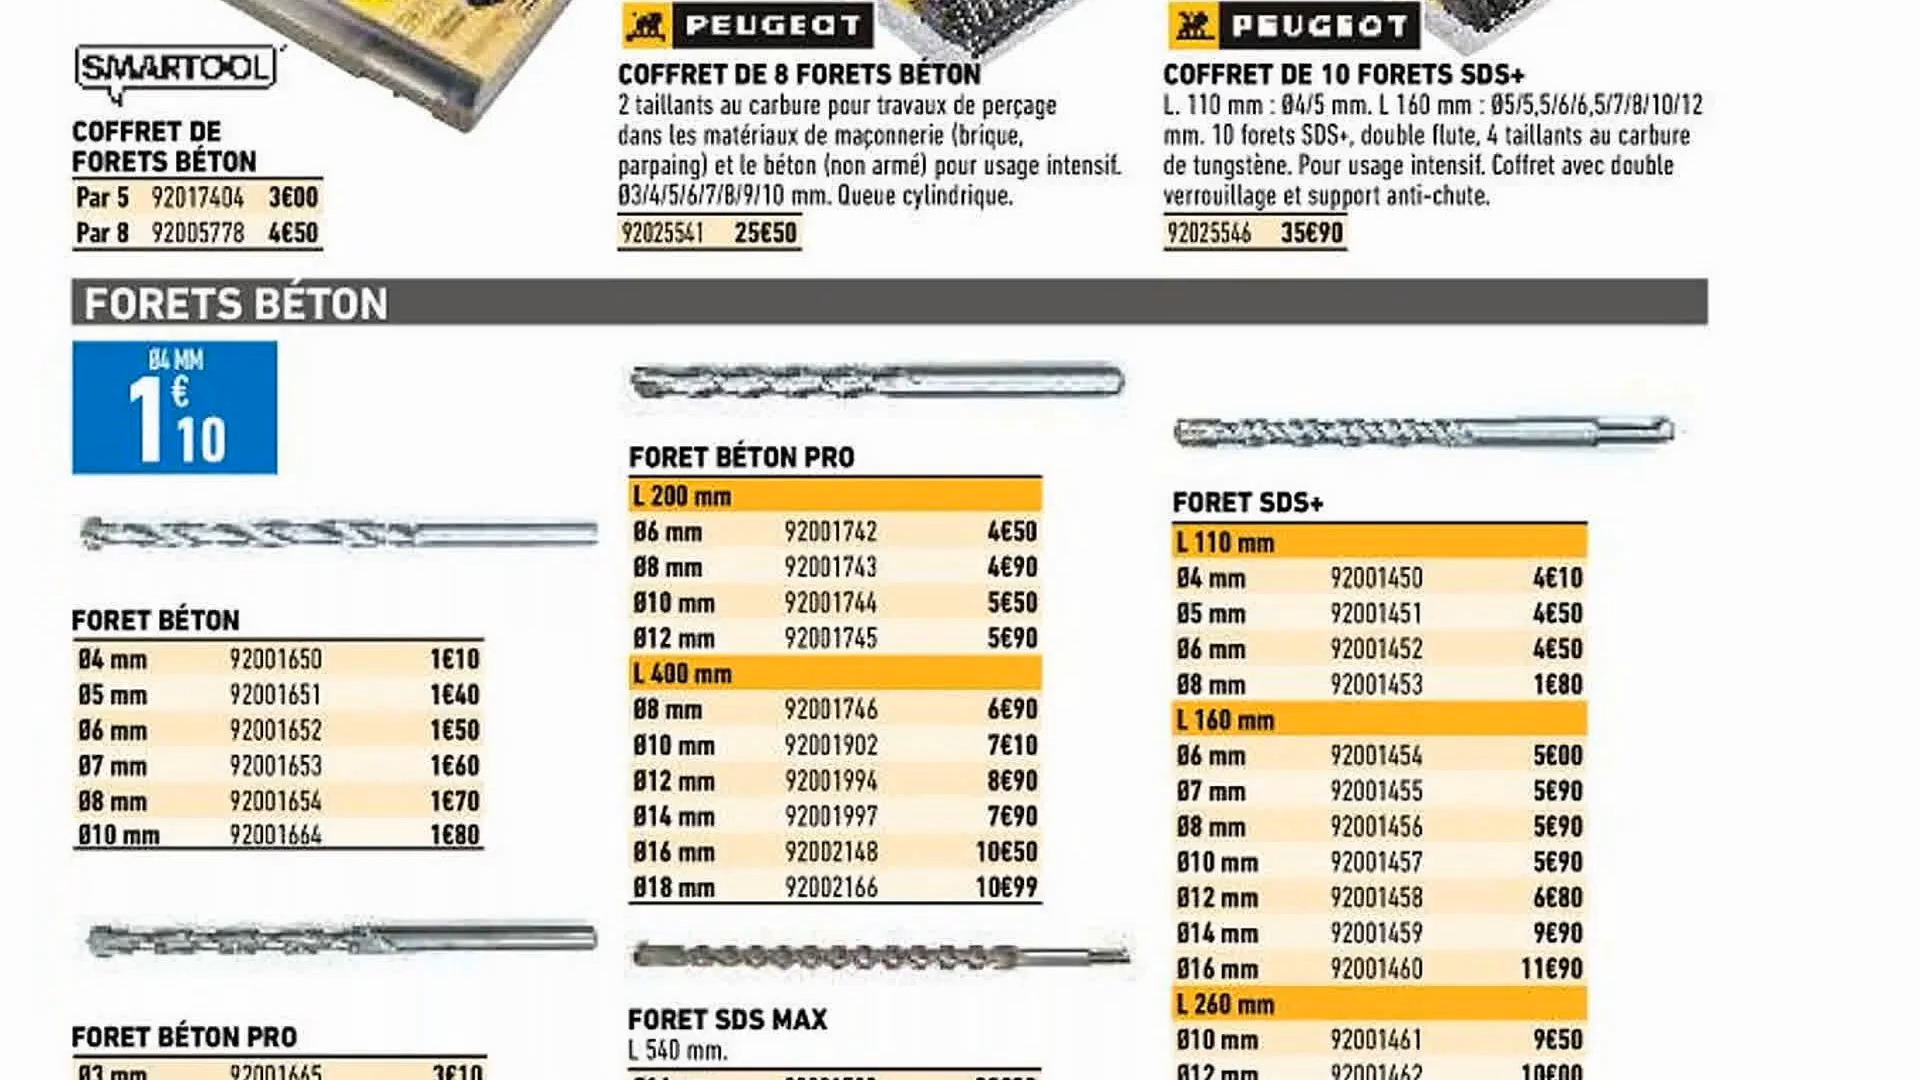 SMARTOOL
COFFRET DE
FORETS BÉTON
Par 5 92017404 3€00
Par 8 92005778 4€50
PEUGEOT
COFFRET DE 8 FORETS BÉTON
2 taillants au carbure pour travaux de perçage
dans les matériaux de maçonnerie (brique,
parpaing) et le béton (non armé) pour usage intensif.
Ø3/4/5/6/7/8/9/10 mm. Queue cylindrique.
92025541 25€50
PEUGEOT
COFFRET DE 10 FORETS SDS+
L. 110 mm : Ø4/5 mm. L 160 mm : Ø5/5,5/6/6,5/7/8/10/12
mm. 10 forets SDS+, double flute, 4 taillants au carbure
de tungstène. Pour usage intensif. Coffret avec double
verrouillage et support anti-chute.
92025546 35€90
FORETS BÉTON
Ø4 MM
1€10
FORET BÉTON
Ø4 mm 92001650 1€10
Ø5 mm 92001651 1€40
Ø6 mm 92001652 1€50
Ø7 mm 92001653 1€60
Ø8 mm 92001654 1€70
Ø10 mm 92001664 1€80
FORET BÉTON PRO
Ø3 mm 92001665 3€10
FORET BÉTON PRO
L 200 mm
Ø6 mm 92001742 4€50
Ø8 mm 92001743 4€90
Ø10 mm 92001744 5€50
Ø12 mm 92001745 5€90
L 400 mm
Ø8 mm 92001746 6€90
Ø10 mm 92001902 7€10
Ø12 mm 92001994 8€90
Ø14 mm 92001997 7€90
Ø16 mm 92002148 10€50
Ø18 mm 92002166 10€99
FORET SDS MAX
L 540 mm.
FORET SDS+
L 110 mm
Ø4 mm 92001450 4€10
Ø5 mm 92001451 4€50
Ø6 mm 92001452 4€50
Ø8 mm 92001453 1€80
L 160 mm
Ø6 mm 92001454 5€00
Ø7 mm 92001455 5€90
Ø8 mm 92001456 5€90
Ø10 mm 92001457 5€90
Ø12 mm 92001458 6€80
Ø14 mm 92001459 9€90
Ø16 mm 92001460 11€90
L 260 mm
Ø10 mm 92001461 9€50
Ø12 mm 92001462 10€00